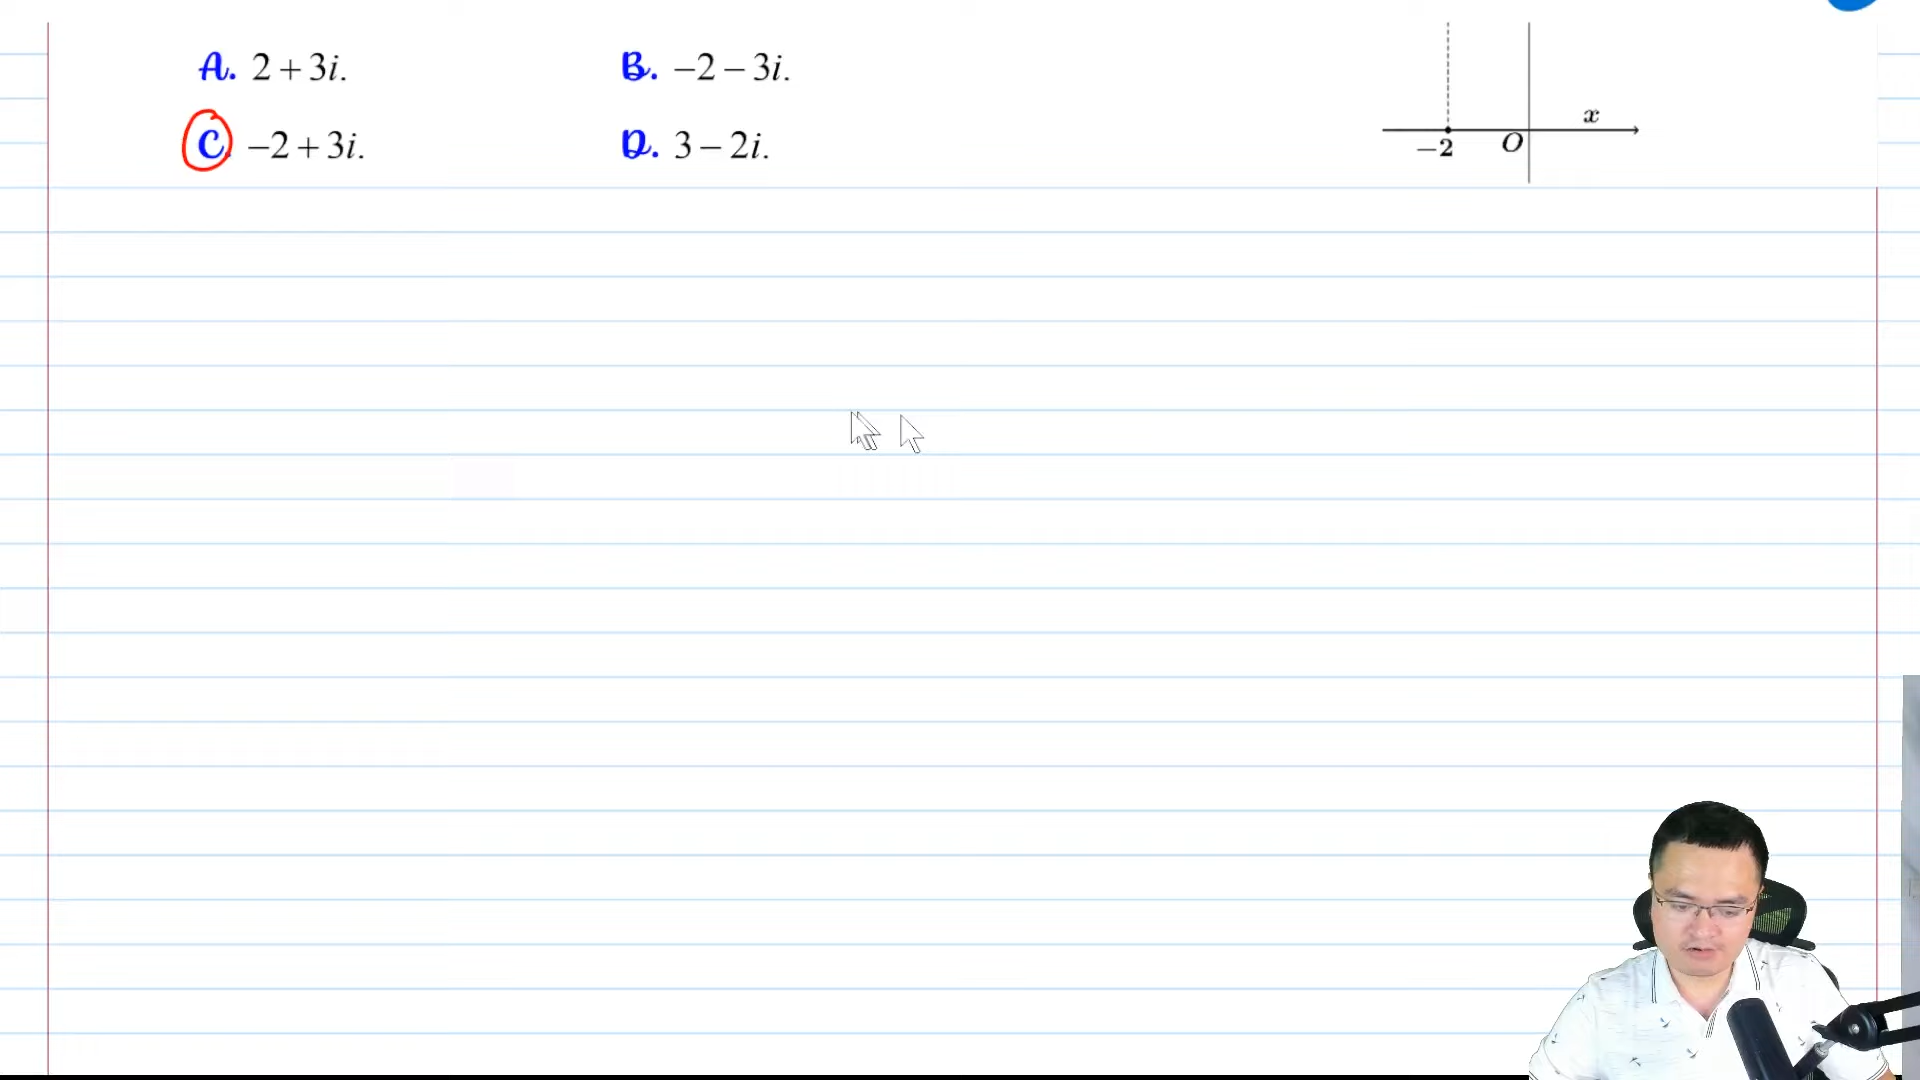 A. 2 + 3i. B. −2 − 3i.
C. −2 + 3i. D. 3 − 2i.
x
−2 O